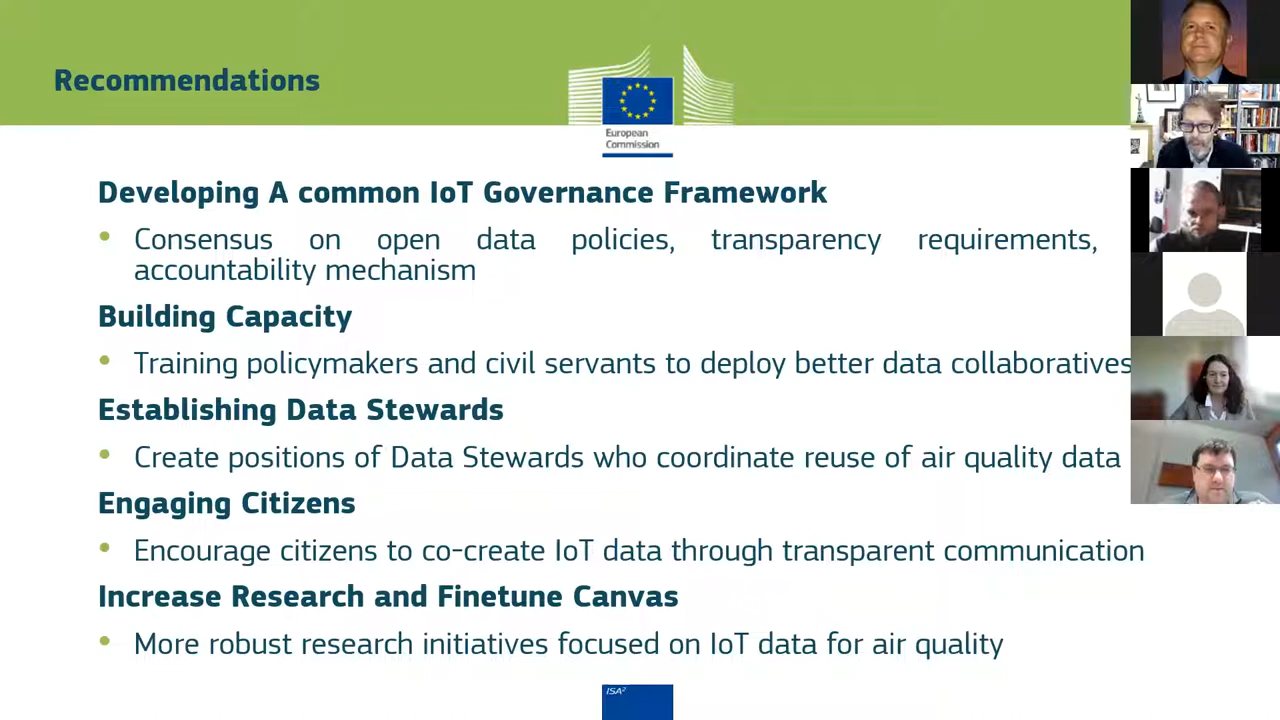 Recommendations
European
Commission
Developing A common IoT Governance Framework
• Consensus on open data policies, transparency requirements,
accountability mechanism
Building Capacity
• Training policymakers and civil servants to deploy better data collaboratives
Establishing Data Stewards
• Create positions of Data Stewards who coordinate reuse of air quality data
Engaging Citizens
• Encourage citizens to co-create IoT data through transparent communication
Increase Research and Finetune Canvas
• More robust research initiatives focused on IoT data for air quality
ISA²